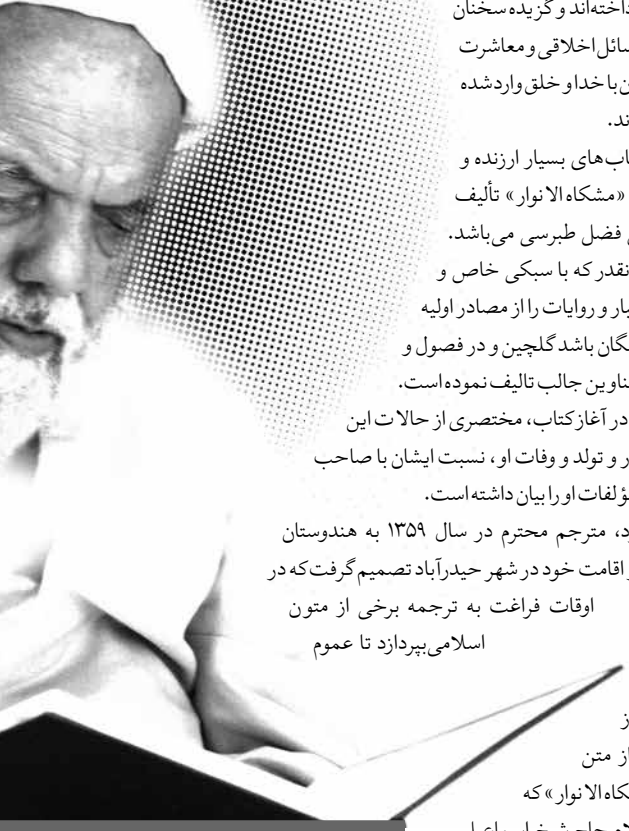 داخته‌اند و گزیده سخنان
سائل اخلاقی و معاشرت
ن با خدا و خلق وارد شده
ند.
اب‌های بسیار ارزنده و
«مشکاه الانوار» تألیف
فضل طبرسی می‌باشد.
نقدر که با سبکی خاص و
بار و روایات را از مصادر اولیه
گان باشد گلچین و در فصول و
ناوین جالب تالیف نموده است.
در آغاز کتاب، مختصری از حالات این
ر و تولد و وفات او، نسبت ایشان با صاحب
ؤلفات او را بیان داشته است.
د، مترجم محترم در سال ۱۳۵۹ به هندوستان
اقامت خود در شهر حیدرآباد تصمیم گرفت که در
اوقات فراغت به ترجمه برخی از متون
اسلامی بپردازد تا عموم
ز
از متن
کاه الانوار» که